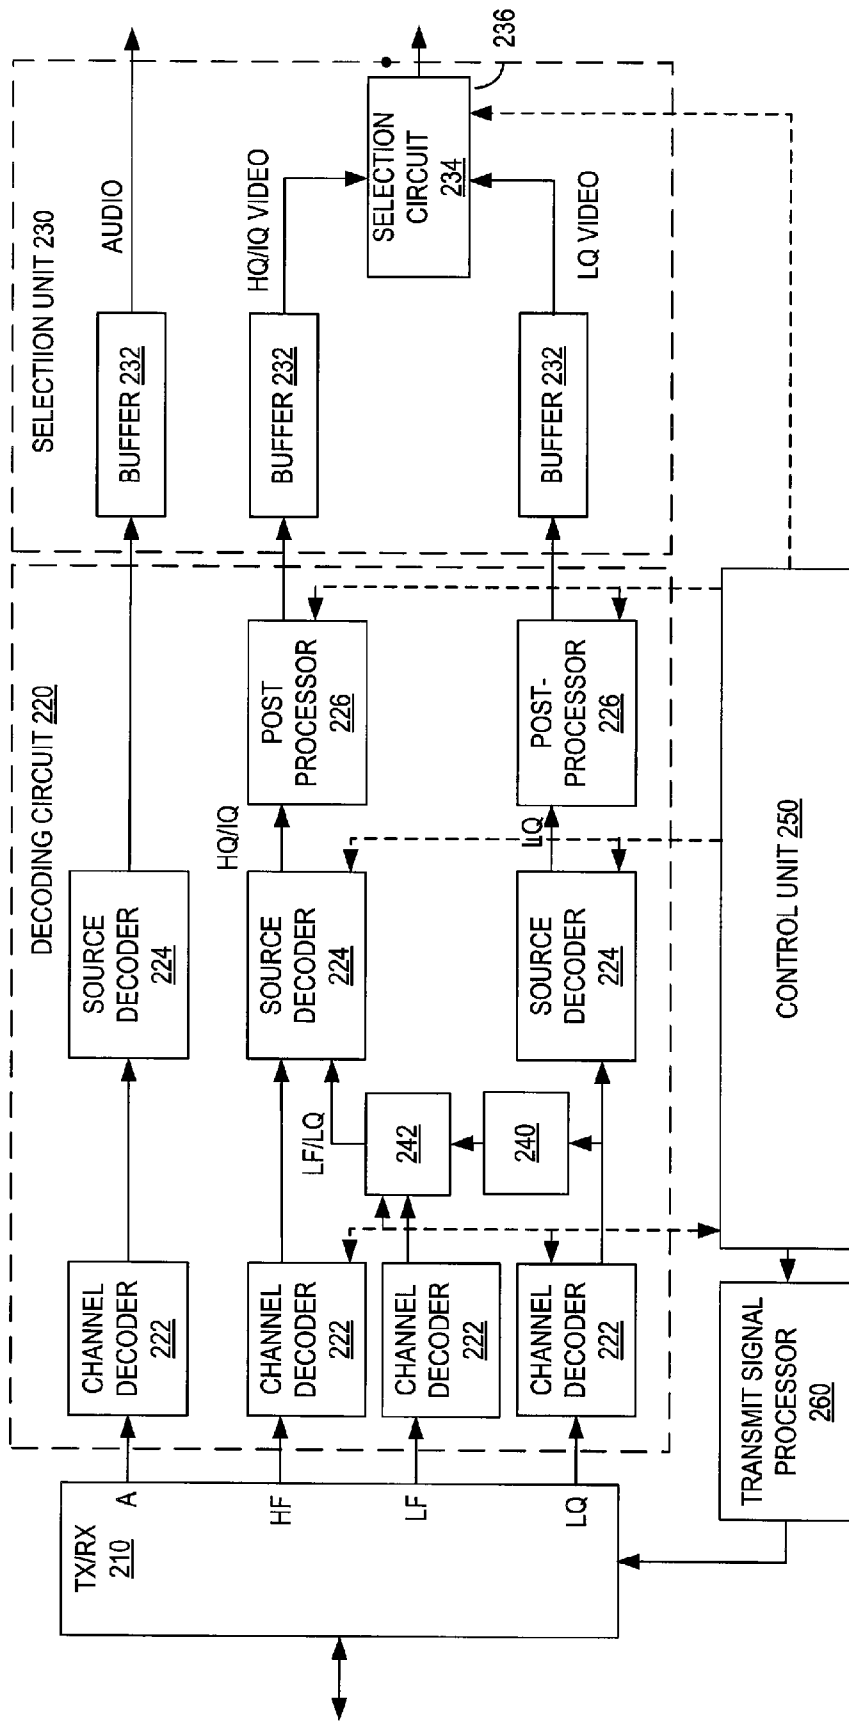 TX/RX
210
A
HF
LF
LQ
DECODING CIRCUIT 220
CHANNEL
DECODER
222
CHANNEL
DECODER
222
CHANNEL
DECODER
222
CHANNEL
DECODER
222
242
240
LF/LQ
SOURCE
DECODER
224
SOURCE
DECODER
224
SOURCE
DECODER
224
HQ/IQ
LQ
POST
PROCESSOR
226
POST-
PROCESSOR
226
SELECTIION UNIT 230
BUFFER 232
BUFFER 232
BUFFER 232
AUDIO
HQ/IQ VIDEO
LQ VIDEO
SELECTION
CIRCUIT
234
236
TRANSMIT SIGNAL
PROCESSOR
260
CONTROL UNIT 250